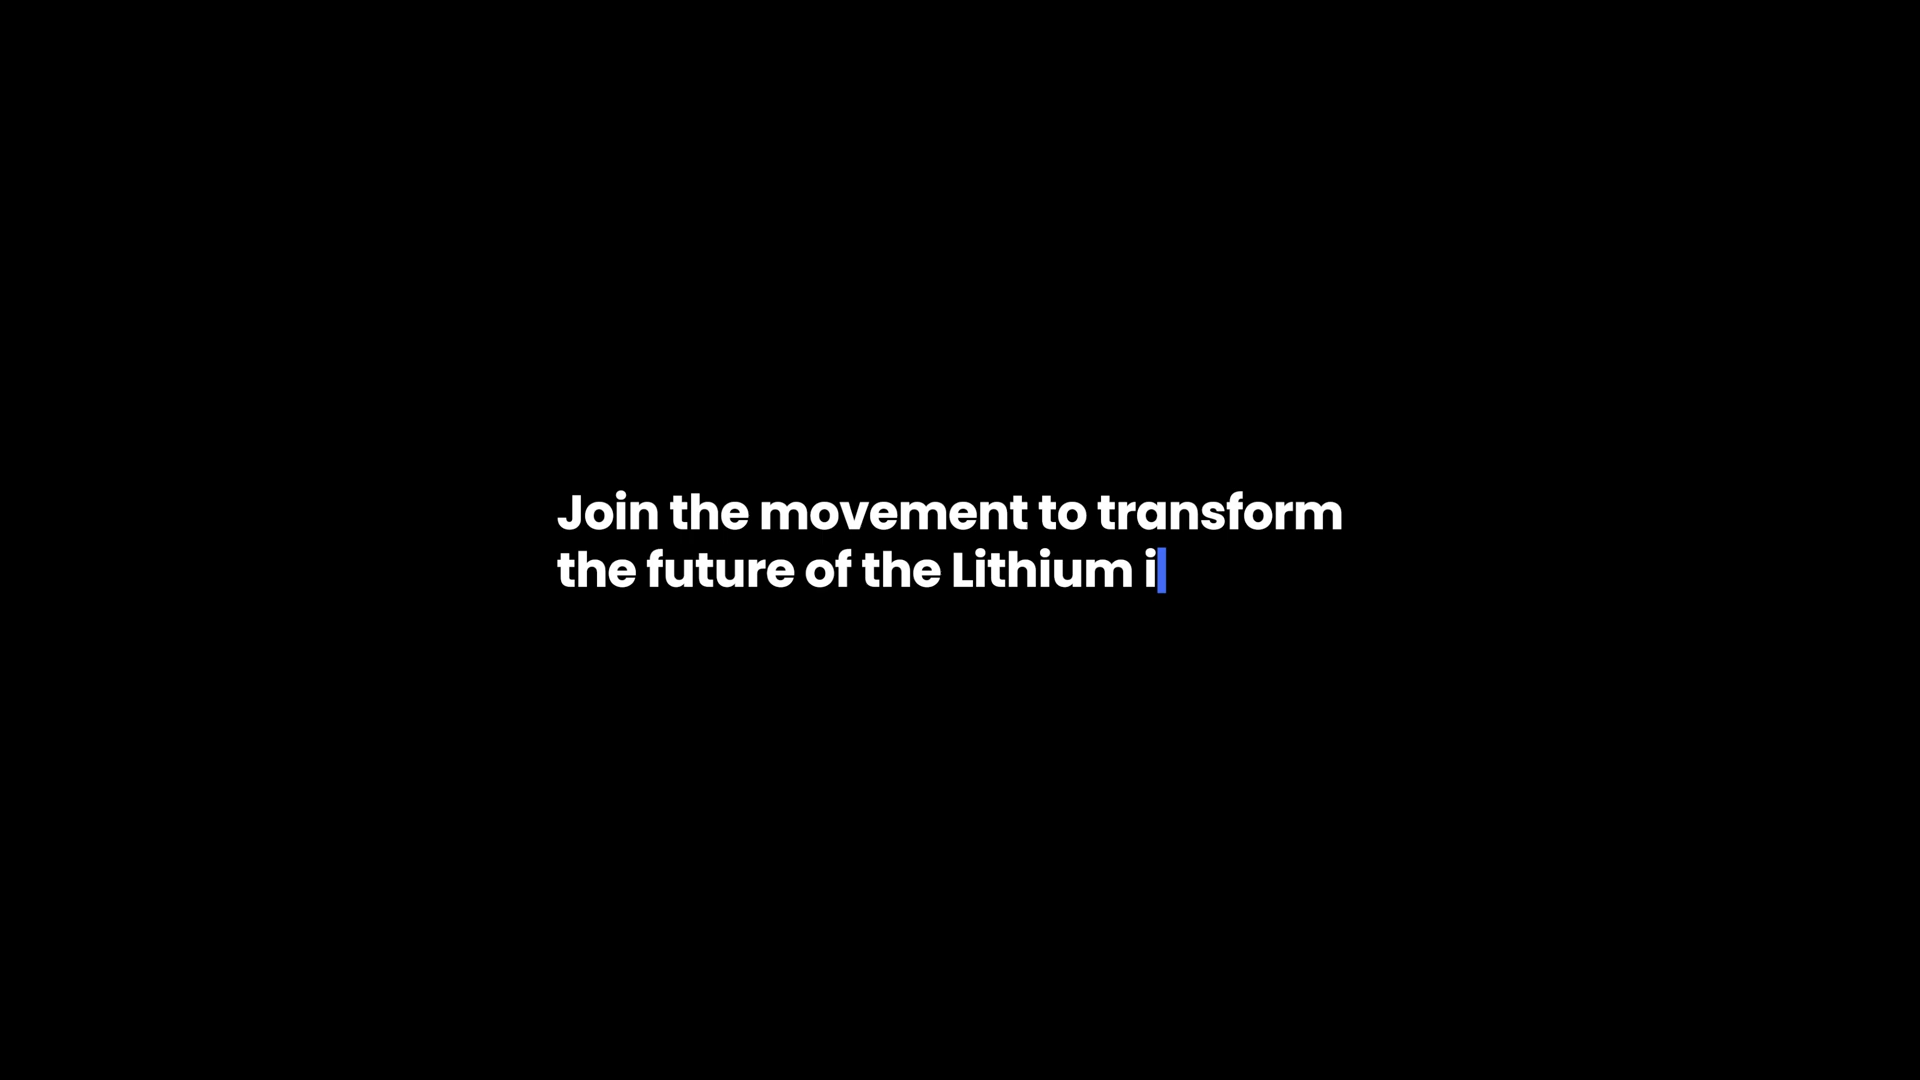 Join the movement to transform
the future of the Lithium i